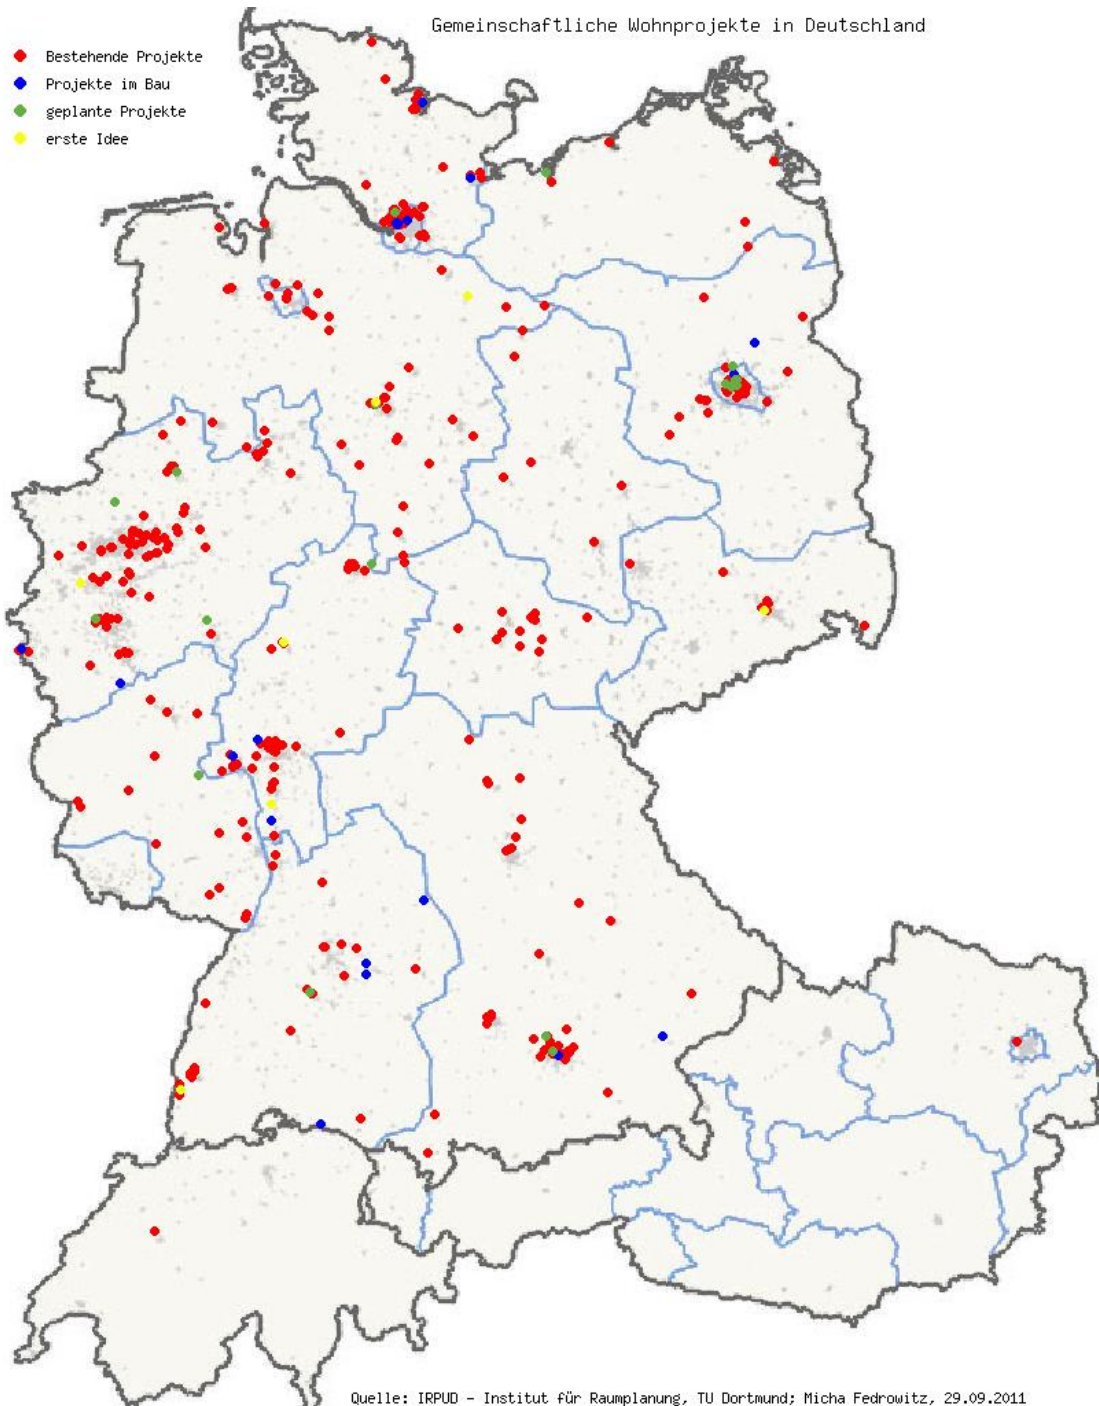 Gemeinschaftliche Wohnprojekte in Deutschland
Bestehende Projekte
Projekte im Bau
geplante Projekte
erste Idee
Quelle: IRPUD - Institut für Raumplanung, TU Dortmund; Micha Fedrowitz, 29.09.2011